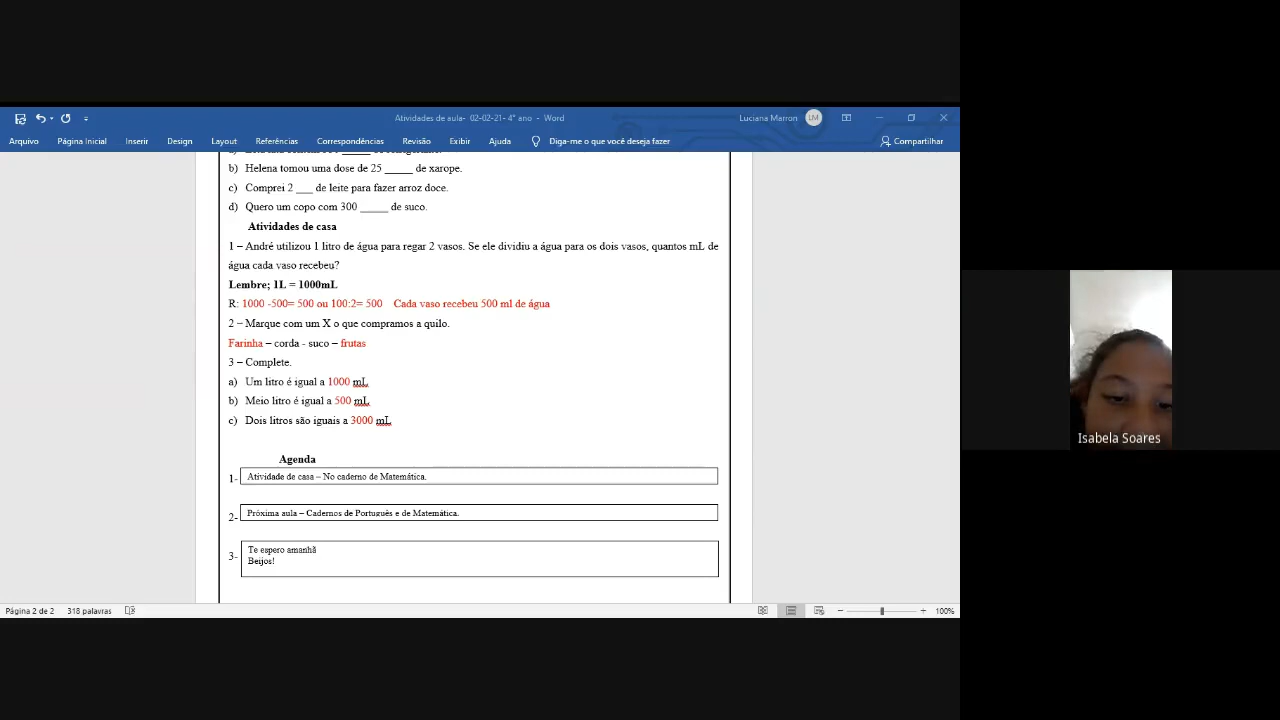 Atividades de aula- 02-02-21- 4° ano - Word
Luciana Marron LM
Arquivo Página Inicial Inserir Design Layout Referências Correspondências Revisão Exibir Ajuda Diga-me o que você deseja fazer Compartilhar
b) Helena tomou uma dose de 25 _____ de xarope.
c) Comprei 2 ___ de leite para fazer arroz doce.
d) Quero um copo com 300 _____ de suco.
Atividades de casa
1 – André utilizou 1 litro de água para regar 2 vasos. Se ele dividiu a água para os dois vasos, quantos mL de
água cada vaso recebeu?
Lembre; 1L = 1000mL
R: 1000 -500= 500 ou 100:2= 500 Cada vaso recebeu 500 ml de água
2 – Marque com um X o que compramos a quilo.
Farinha – corda - suco – frutas
3 – Complete.
a) Um litro é igual a 1000 mL
b) Meio litro é igual a 500 mL
c) Dois litros são iguais a 3000 mL
Agenda
1- Atividade de casa – No caderno de Matemática.
2- Próxima aula – Cadernos de Português e de Matemática.
3- Te espero amanhã
Beijos!
Página 2 de 2 318 palavras 100%
Isabela Soares